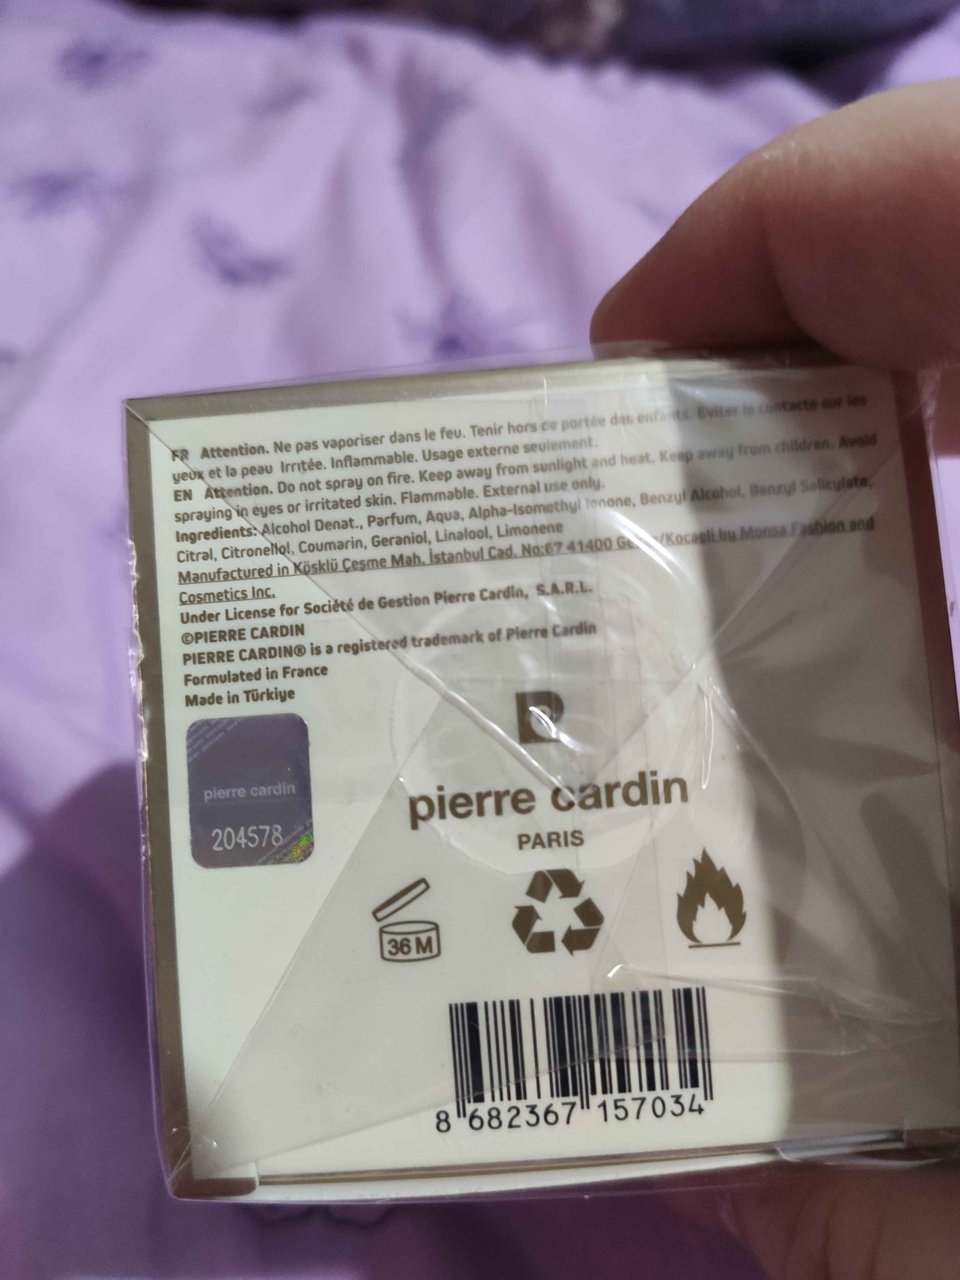 FR Attention. Ne pas vaporiser dans le feu. Tenir hors de portée des enfants. Eviter le contacte sur les
yeux et la peau Irrıtée. Inflammable. Usage externe seulement.
EN Attention. Do not spray on fire. Keep away from sunlight and heat. Keep away from children. Avoid
spraying in eyes or irritated skin. Flammable. External use only.
Ingredients: Alcohol Denat., Parfum, Aqua, Alpha-Isomethyl Ionone, Benzyl Alcohol, Benzyl Salicylate,
Citral, Citronellol, Coumarin, Geraniol, Linalool, Limonene
Manufactured in Kösklü Çeşme Mah. İstanbul Cad. No:67 41400 /Kocaeli by Monsa Fashion and
Cosmetics Inc.
Under License for Société de Gestion Pierre Cardin, S.A.R.L.
©PIERRE CARDIN
PIERRE CARDIN® is a registered trademark of Pierre Cardin
Formulated in France
Made in Türkiye
pierre cardin
204578
pierre cardin
PARIS
36 M
8 682367 157034